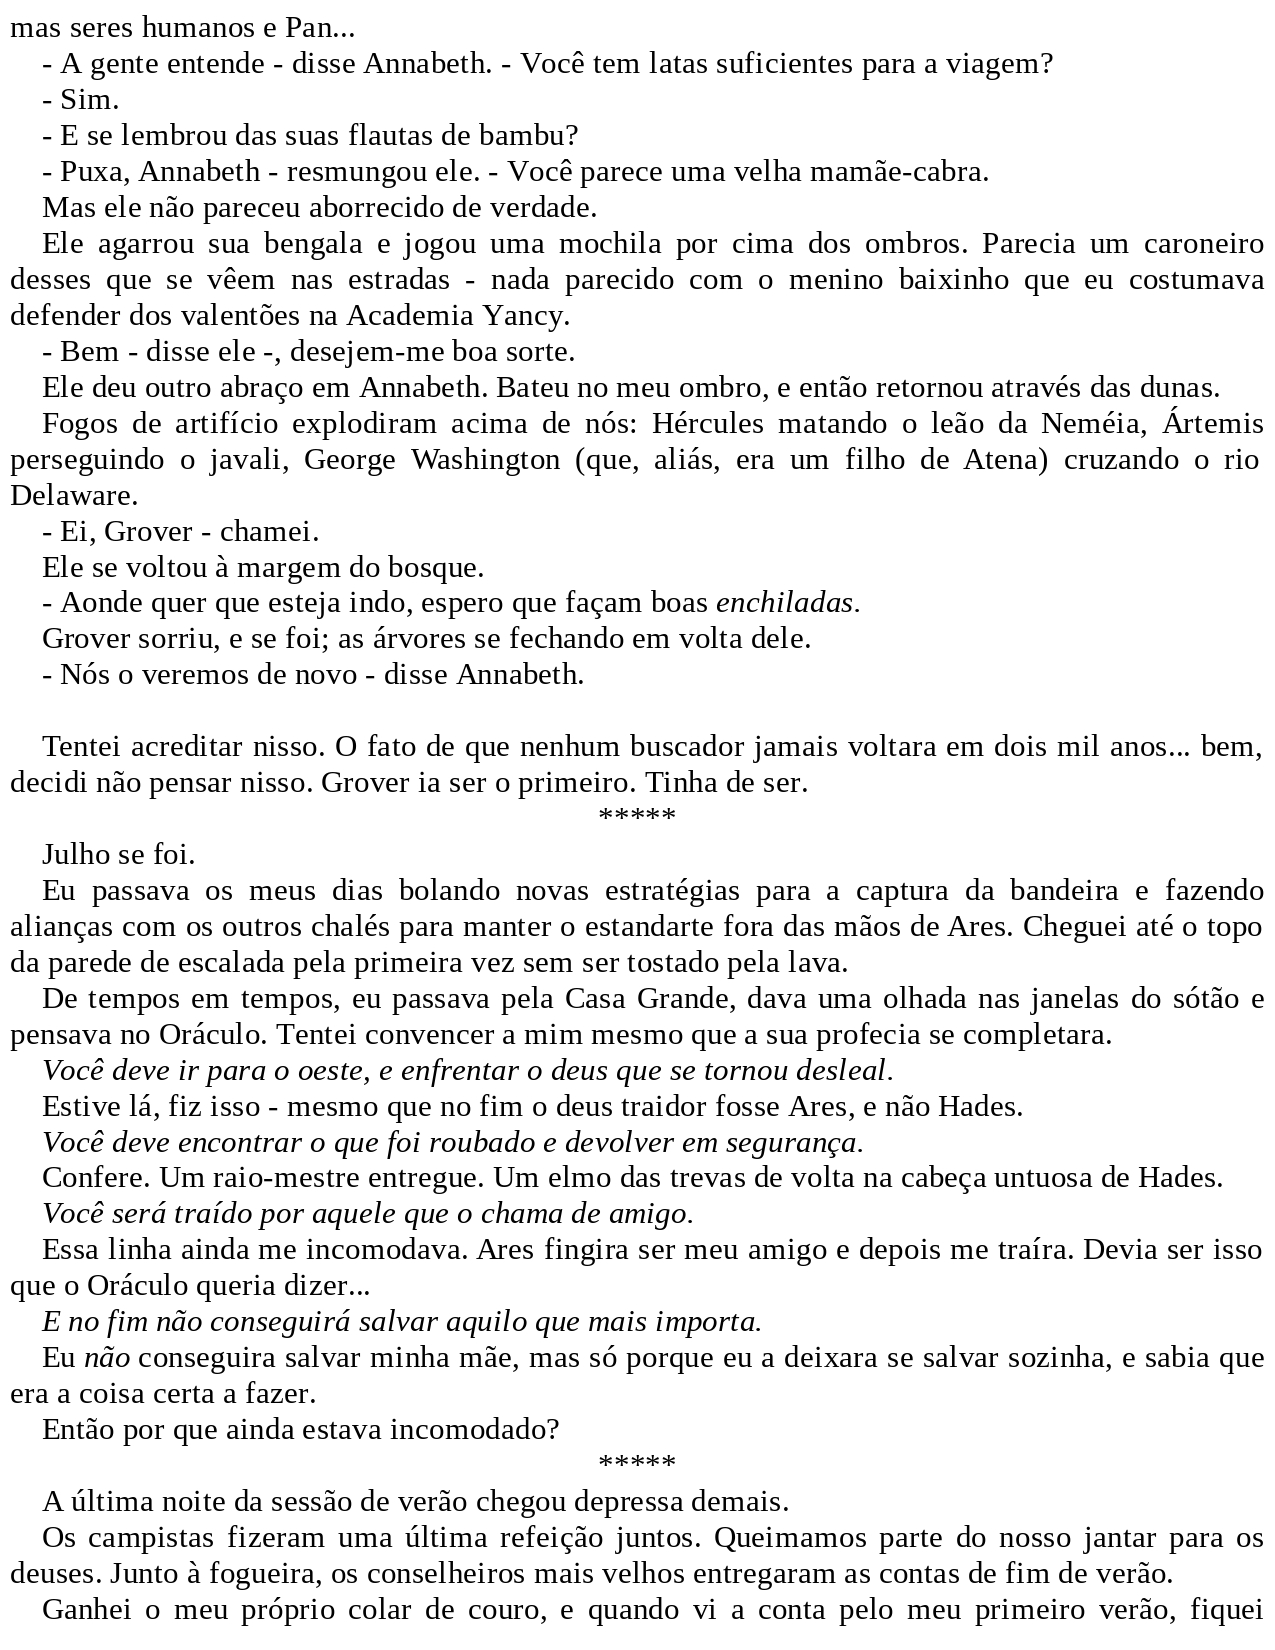 mas seres humanos e Pan...
- A gente entende - disse Annabeth. - Você tem latas suficientes para a viagem?
- Sim.
- E se lembrou das suas flautas de bambu?
- Puxa, Annabeth - resmungou ele. - Você parece uma velha mamãe-cabra.
Mas ele não pareceu aborrecido de verdade.
Ele agarrou sua bengala e jogou uma mochila por cima dos ombros. Parecia um caroneiro
desses que se vêem nas estradas - nada parecido com o menino baixinho que eu costumava
defender dos valentões na Academia Yancy.
- Bem - disse ele -, desejem-me boa sorte.
Ele deu outro abraço em Annabeth. Bateu no meu ombro, e então retornou através das dunas.
Fogos de artifício explodiram acima de nós: Hércules matando o leão da Neméia, Ártemis
perseguindo o javali, George Washington (que, aliás, era um filho de Atena) cruzando o rio
Delaware.
- Ei, Grover - chamei.
Ele se voltou à margem do bosque.
- Aonde quer que esteja indo, espero que façam boas enchiladas.
Grover sorriu, e se foi; as árvores se fechando em volta dele.
- Nós o veremos de novo - disse Annabeth.
Tentei acreditar nisso. O fato de que nenhum buscador jamais voltara em dois mil anos... bem,
decidi não pensar nisso. Grover ia ser o primeiro. Tinha de ser.
*****
Julho se foi.
Eu passava os meus dias bolando novas estratégias para a captura da bandeira e fazendo
alianças com os outros chalés para manter o estandarte fora das mãos de Ares. Cheguei até o topo
da parede de escalada pela primeira vez sem ser tostado pela lava.
De tempos em tempos, eu passava pela Casa Grande, dava uma olhada nas janelas do sótão e
pensava no Oráculo. Tentei convencer a mim mesmo que a sua profecia se completara.
Você deve ir para o oeste, e enfrentar o deus que se tornou desleal.
Estive lá, fiz isso - mesmo que no fim o deus traidor fosse Ares, e não Hades.
Você deve encontrar o que foi roubado e devolver em segurança.
Confere. Um raio-mestre entregue. Um elmo das trevas de volta na cabeça untuosa de Hades.
Você será traído por aquele que o chama de amigo.
Essa linha ainda me incomodava. Ares fingira ser meu amigo e depois me traíra. Devia ser isso
que o Oráculo queria dizer...
E no fim não conseguirá salvar aquilo que mais importa.
Eu não conseguira salvar minha mãe, mas só porque eu a deixara se salvar sozinha, e sabia que
era a coisa certa a fazer.
Então por que ainda estava incomodado?
*****
A última noite da sessão de verão chegou depressa demais.
Os campistas fizeram uma última refeição juntos. Queimamos parte do nosso jantar para os
deuses. Junto à fogueira, os conselheiros mais velhos entregaram as contas de fim de verão.
Ganhei o meu próprio colar de couro, e quando vi a conta pelo meu primeiro verão, fiquei